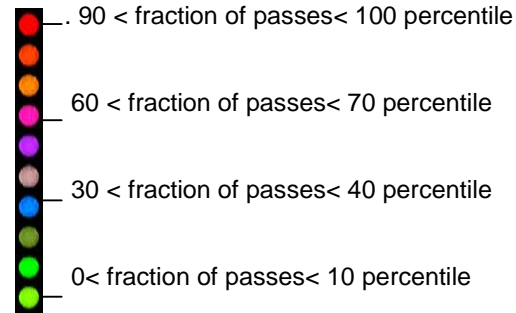 . 90 < fraction of passes< 100 percentile
60 < fraction of passes< 70 percentile
30 < fraction of passes< 40 percentile
0< fraction of passes< 10 percentile